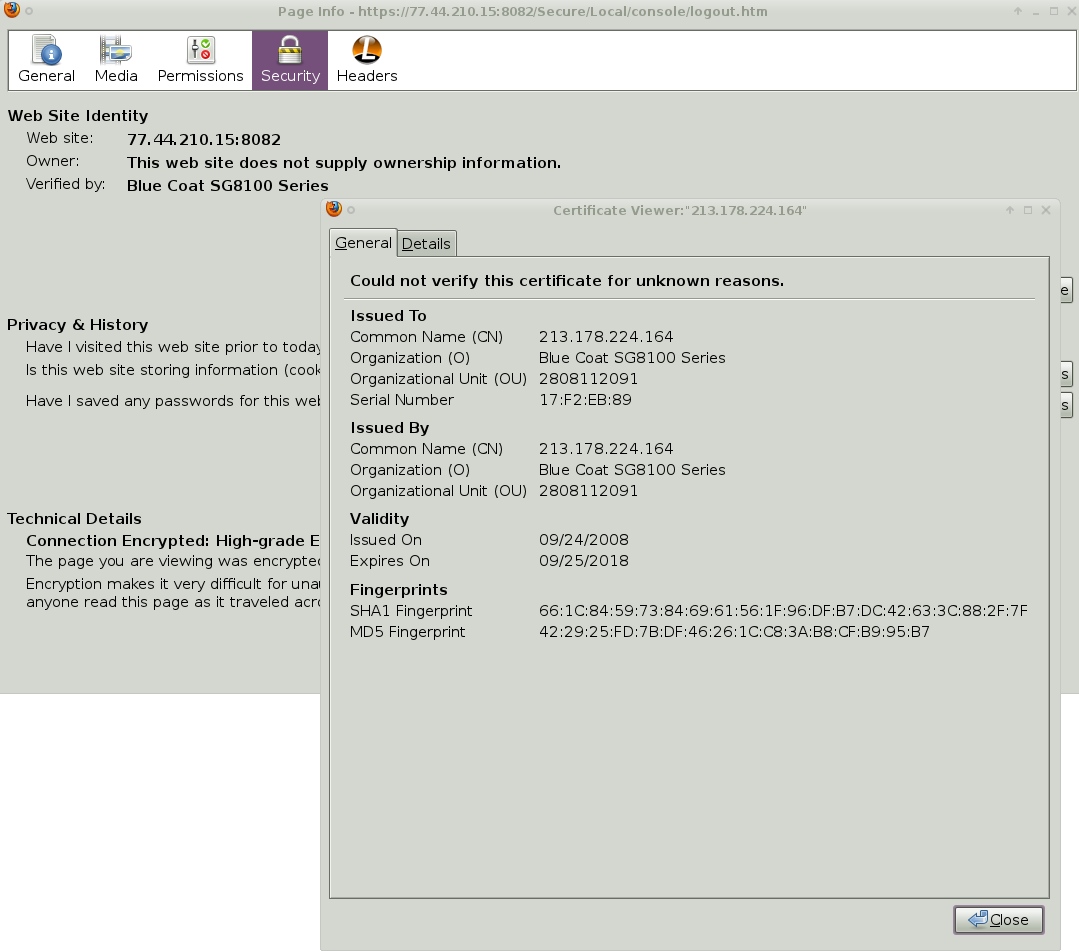 Page Info - https://77.44.210.15:8082/Secure/Local/console/logout.htm
General Media Permissions Security Headers
Web Site Identity
Web site: 77.44.210.15:8082
Owner: This web site does not supply ownership information.
Verified by: Blue Coat SG8100 Series
Privacy & History
Have I visited this web site prior to today
Is this web site storing information (cook
Have I saved any passwords for this web
Technical Details
Connection Encrypted: High-grade E
The page you are viewing was encrypted
Encryption makes it very difficult for unau
anyone read this page as it traveled acro
Certificate Viewer:"213.178.224.164"
General Details
Could not verify this certificate for unknown reasons.
Issued To
Common Name (CN) 213.178.224.164
Organization (O) Blue Coat SG8100 Series
Organizational Unit (OU) 2808112091
Serial Number 17:F2:EB:89
Issued By
Common Name (CN) 213.178.224.164
Organization (O) Blue Coat SG8100 Series
Organizational Unit (OU) 2808112091
Validity
Issued On 09/24/2008
Expires On 09/25/2018
Fingerprints
SHA1 Fingerprint 66:1C:84:59:73:84:69:61:56:1F:96:DF:B7:DC:42:63:3C:88:2F:7F
MD5 Fingerprint 42:29:25:FD:7B:DF:46:26:1C:C8:3A:B8:CF:B9:95:B7
Close